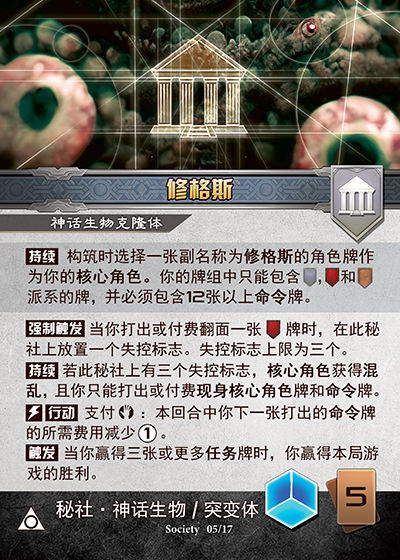 修格斯
神话生物克隆体
持续 构筑时选择一张副名称为修格斯的角色牌作
为你的核心角色。你的牌组中只能包含 , 和
派系的牌，并必须包含12张以上命令牌。
强制触发 当你打出或付费翻面一张 牌时，在此秘
社上放置一个失控标志。失控标志上限为三个。
持续 若此秘社上有三个失控标志，核心角色获得混
乱，且你只能打出或付费现身核心角色牌和命令牌。
行动 支付 ：本回合中你下一张打出的命令牌
的所需费用减少1。
触发 当你赢得三张或更多任务牌时，你赢得本局游
戏的胜利。
秘社·神话生物 / 突变体
5
Society 05/17